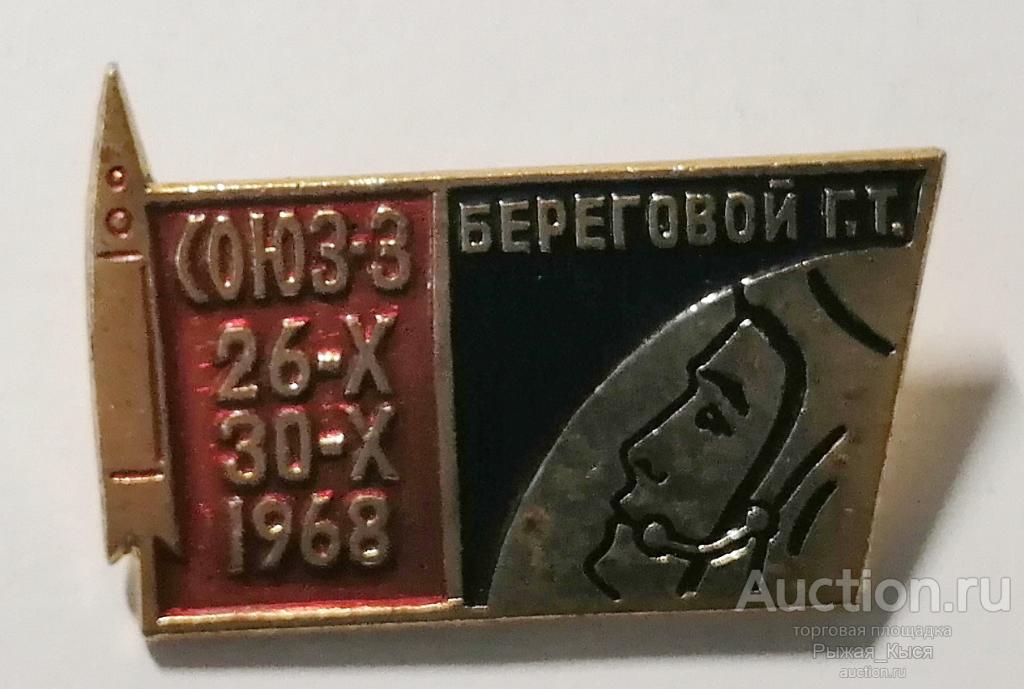 СОЮЗ-3
26-X
30-X
1968
БЕРЕГОВОЙ Г.Т.
Auction.ru
торговая площадка
Рыжая_Кыся
auction.ru